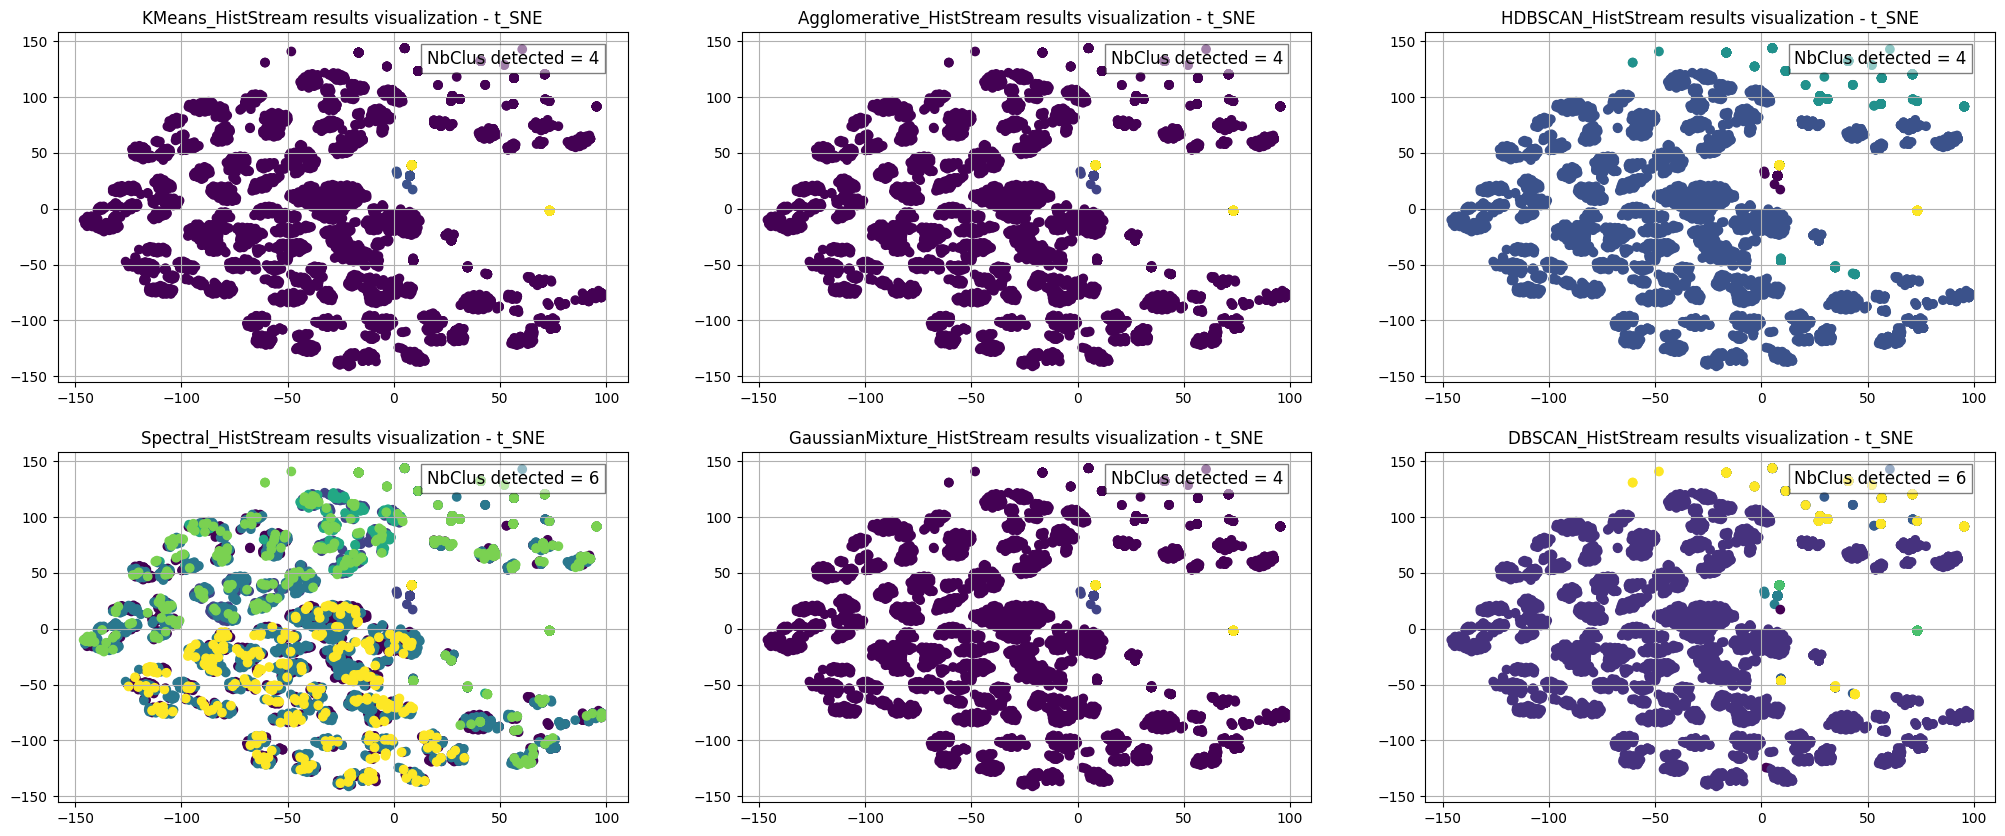 KMeans_HistStream results visualization - t_SNE
NbClus detected = 4
150
100
50
0
−50
−100
−150
−150 −100 −50 0 50 100
Agglomerative_HistStream results visualization - t_SNE
NbClus detected = 4
150
100
50
0
−50
−100
−150
−150 −100 −50 0 50 100
HDBSCAN_HistStream results visualization - t_SNE
NbClus detected = 4
150
100
50
0
−50
−100
−150
−150 −100 −50 0 50 100
Spectral_HistStream results visualization - t_SNE
NbClus detected = 6
150
100
50
0
−50
−100
−150
−150 −100 −50 0 50 100
GaussianMixture_HistStream results visualization - t_SNE
NbClus detected = 4
150
100
50
0
−50
−100
−150
−150 −100 −50 0 50 100
DBSCAN_HistStream results visualization - t_SNE
NbClus detected = 6
150
100
50
0
−50
−100
−150
−150 −100 −50 0 50 100